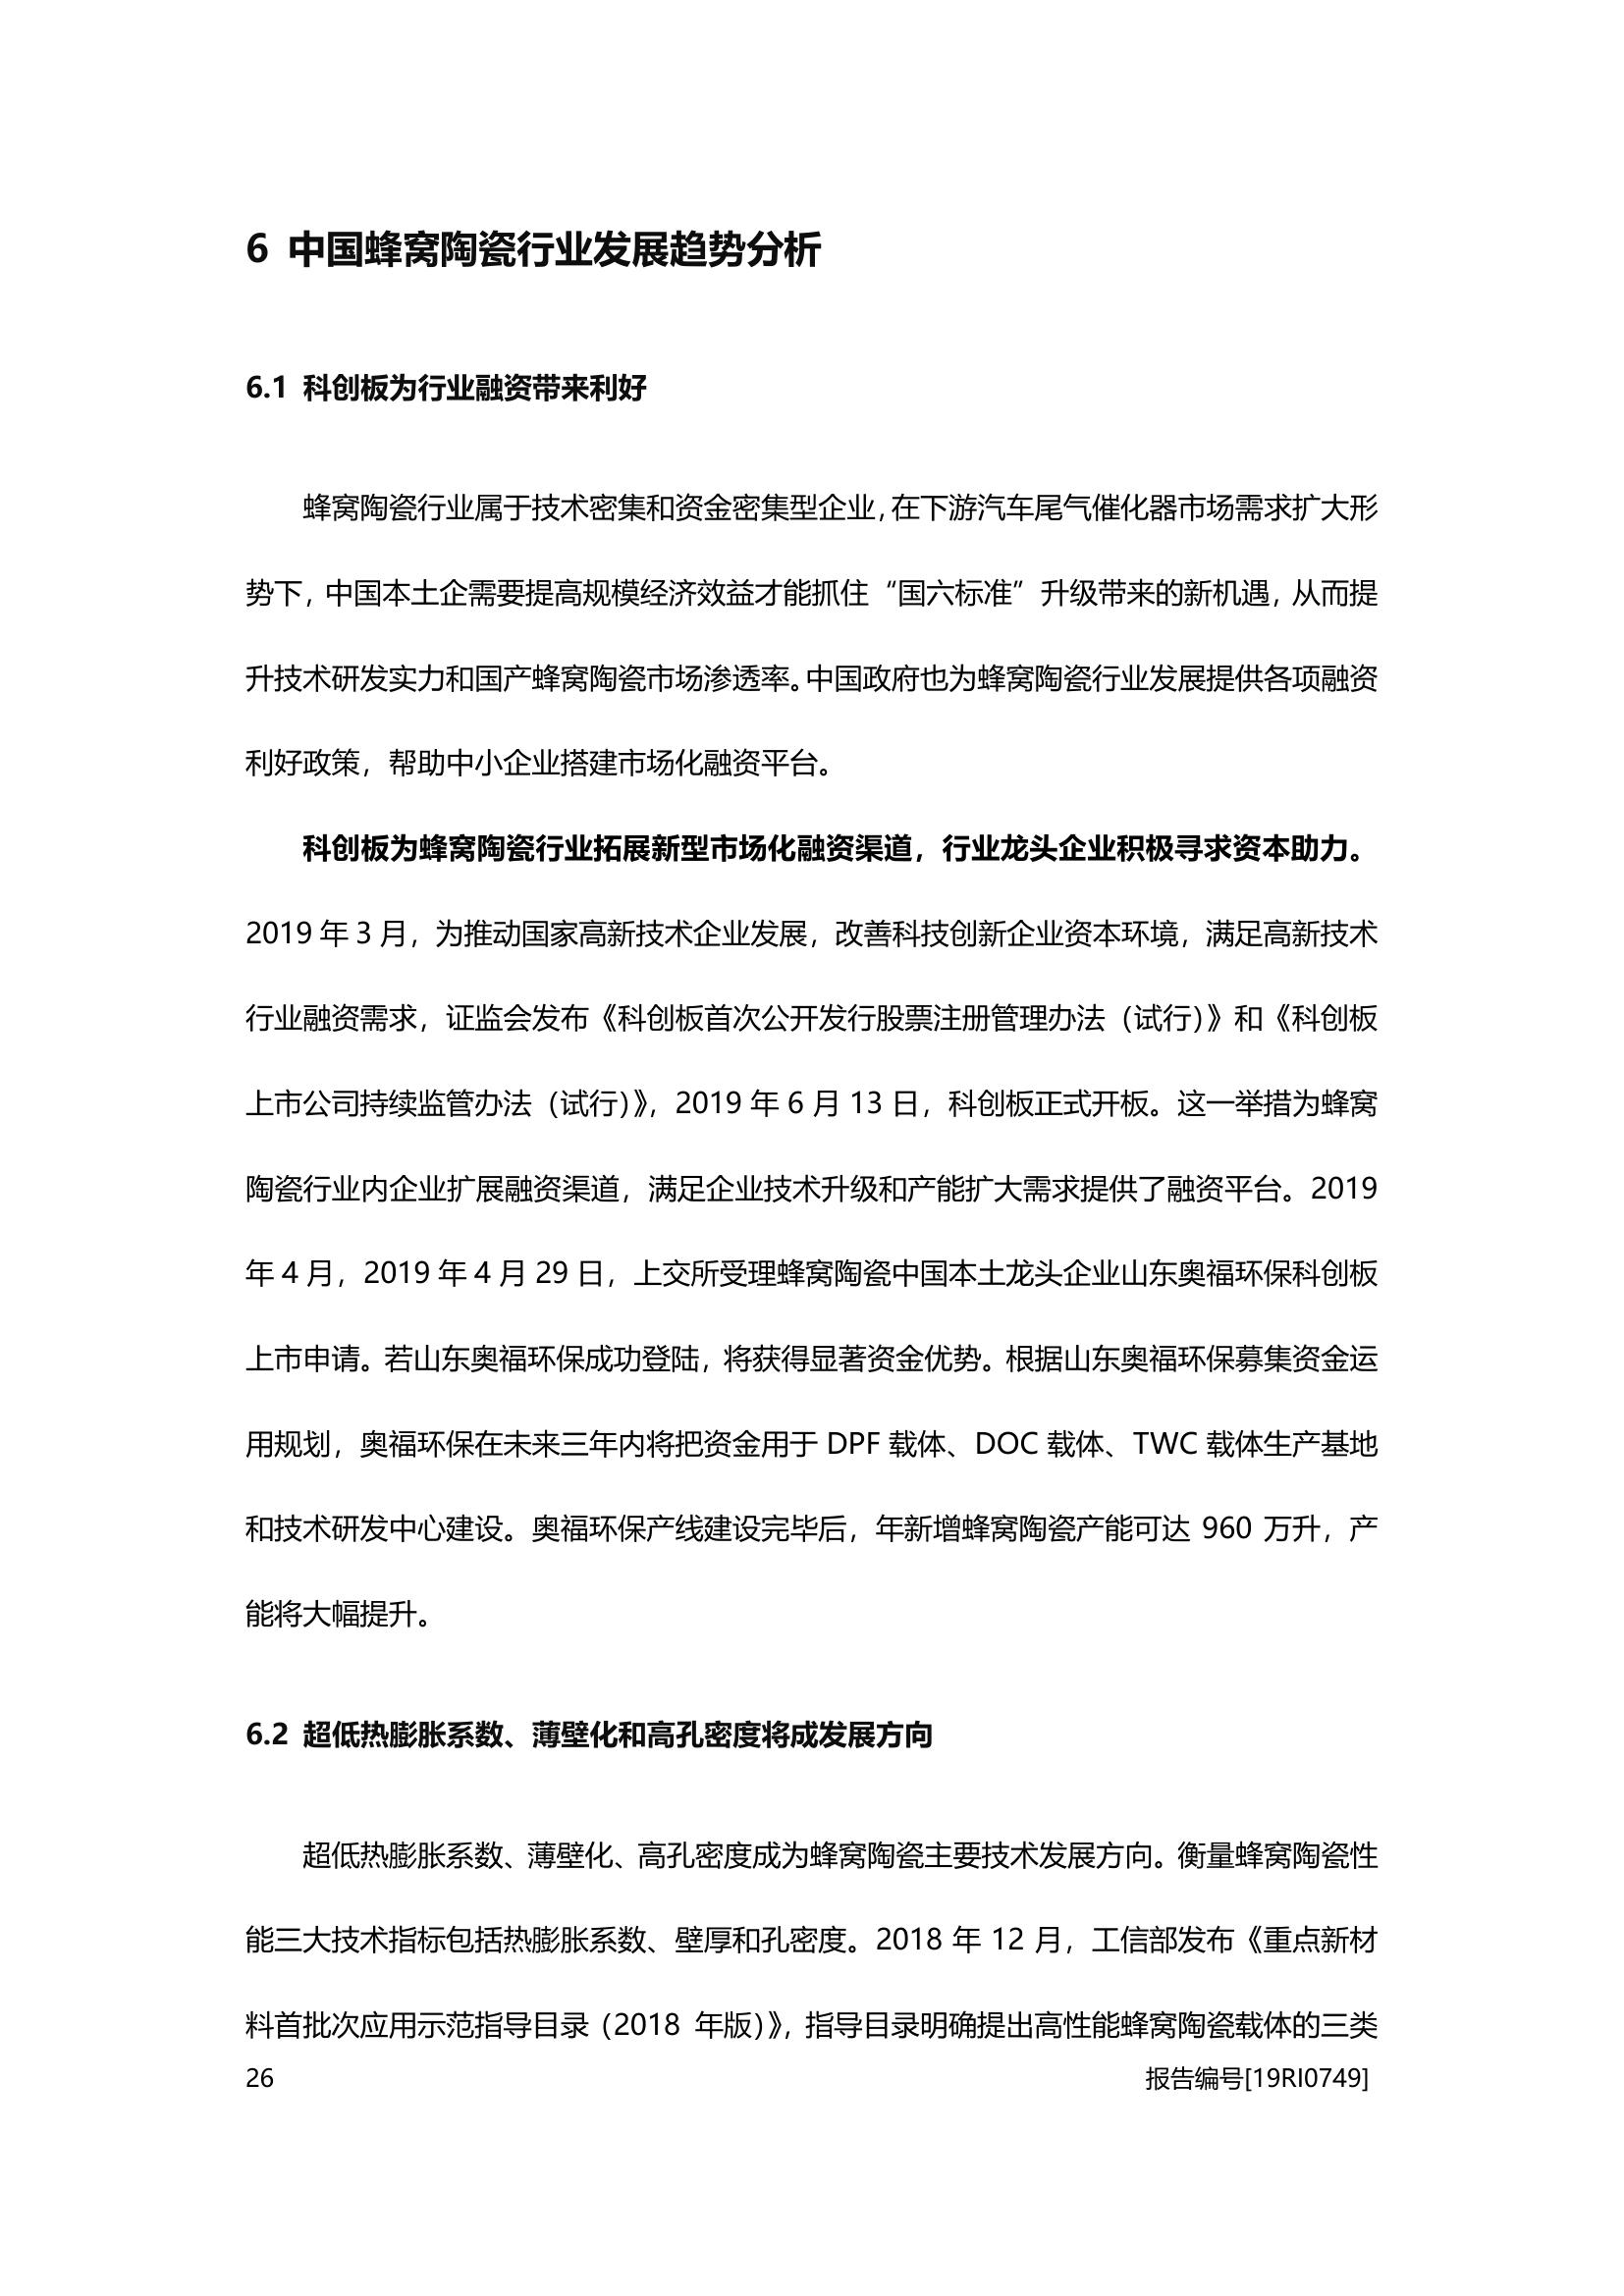 6 中国蜂窝陶瓷行业发展趋势分析
6.1 科创板为行业融资带来利好
蜂窝陶瓷行业属于技术密集和资金密集型企业，在下游汽车尾气催化器市场需求扩大形
势下，中国本土企需要提高规模经济效益才能抓住“国六标准”升级带来的新机遇，从而提
升技术研发实力和国产蜂窝陶瓷市场渗透率。中国政府也为蜂窝陶瓷行业发展提供各项融资
利好政策，帮助中小企业搭建市场化融资平台。
科创板为蜂窝陶瓷行业拓展新型市场化融资渠道，行业龙头企业积极寻求资本助力。
2019 年 3 月，为推动国家高新技术企业发展，改善科技创新企业资本环境，满足高新技术
行业融资需求，证监会发布《科创板首次公开发行股票注册管理办法（试行）》和《科创板
上市公司持续监管办法（试行）》，2019 年 6 月 13 日，科创板正式开板。这一举措为蜂窝
陶瓷行业内企业扩展融资渠道，满足企业技术升级和产能扩大需求提供了融资平台。2019
年 4 月，2019 年 4 月 29 日，上交所受理蜂窝陶瓷中国本土龙头企业山东奥福环保科创板
上市申请。若山东奥福环保成功登陆，将获得显著资金优势。根据山东奥福环保募集资金运
用规划，奥福环保在未来三年内将把资金用于 DPF 载体、DOC 载体、TWC 载体生产基地
和技术研发中心建设。奥福环保产线建设完毕后，年新增蜂窝陶瓷产能可达 960 万升，产
能将大幅提升。
6.2 超低热膨胀系数、薄壁化和高孔密度将成发展方向
超低热膨胀系数、薄壁化、高孔密度成为蜂窝陶瓷主要技术发展方向。衡量蜂窝陶瓷性
能三大技术指标包括热膨胀系数、壁厚和孔密度。2018 年 12 月，工信部发布《重点新材
料首批次应用示范指导目录（2018 年版）》，指导目录明确提出高性能蜂窝陶瓷载体的三类
26 报告编号[19RI0749]